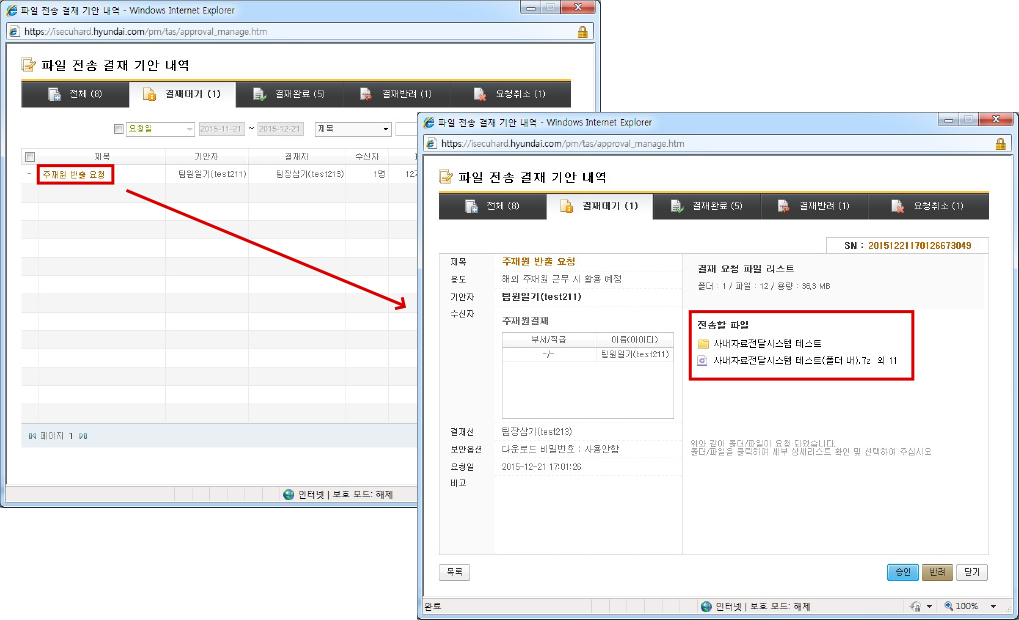 파일 전송 결재 기안 내역 - Windows Internet Explorer
https://isecuhard.hyundai.com/pm/tas/approval_manage.htm
파일 전송 결재 기안 내역
전체 (8)
결재대기 (1)
결재완료 (5)
결재반려 (1)
요청취소 (1)
요청일
2015-11-21 ~ 2015-12-21
제목
제목
기안자
결재자
수신자
주재원 반출 요청
팀원일기(test211)
팀장삼기(test213)
1명
페이지 1
인터넷 | 보호 모드: 해제
파일 전송 결재 기안 내역 - Windows Internet Explorer
https://isecuhard.hyundai.com/pm/tas/approval_manage.htm
파일 전송 결재 기안 내역
전체 (8)
결재대기 (1)
결재완료 (5)
결재반려 (1)
요청취소 (1)
SN : 20151221170126673049
제목
주재원 반출 요청
용도
해외 주재원 근무 시 활용 예정
기안자
팀원일기(test211)
수신자
주재원결재
부서/직급
이름(아이디)
-/-
팀원일기(test211)
결재선
팀장삼기(test213)
보안옵션
다운로드 비밀번호 : 사용안함
요청일
2015-12-21 17:01:26
비고
결재 요청 파일 리스트
폴더 : 1 / 파일 : 12 / 용량 : 36,3 MB
전송할 파일
사내자료전달시스템 테스트
사내자료전달시스템 테스트(폴더 내).7z 외 11
위와 같이 폴더/파일이 요청 되었습니다.
폴더/파일을 클릭하여 세부 상세리스트 확인 및 선택하여 주십시오
목록
승인
반려
닫기
완료
인터넷 | 보호 모드: 해제
100%